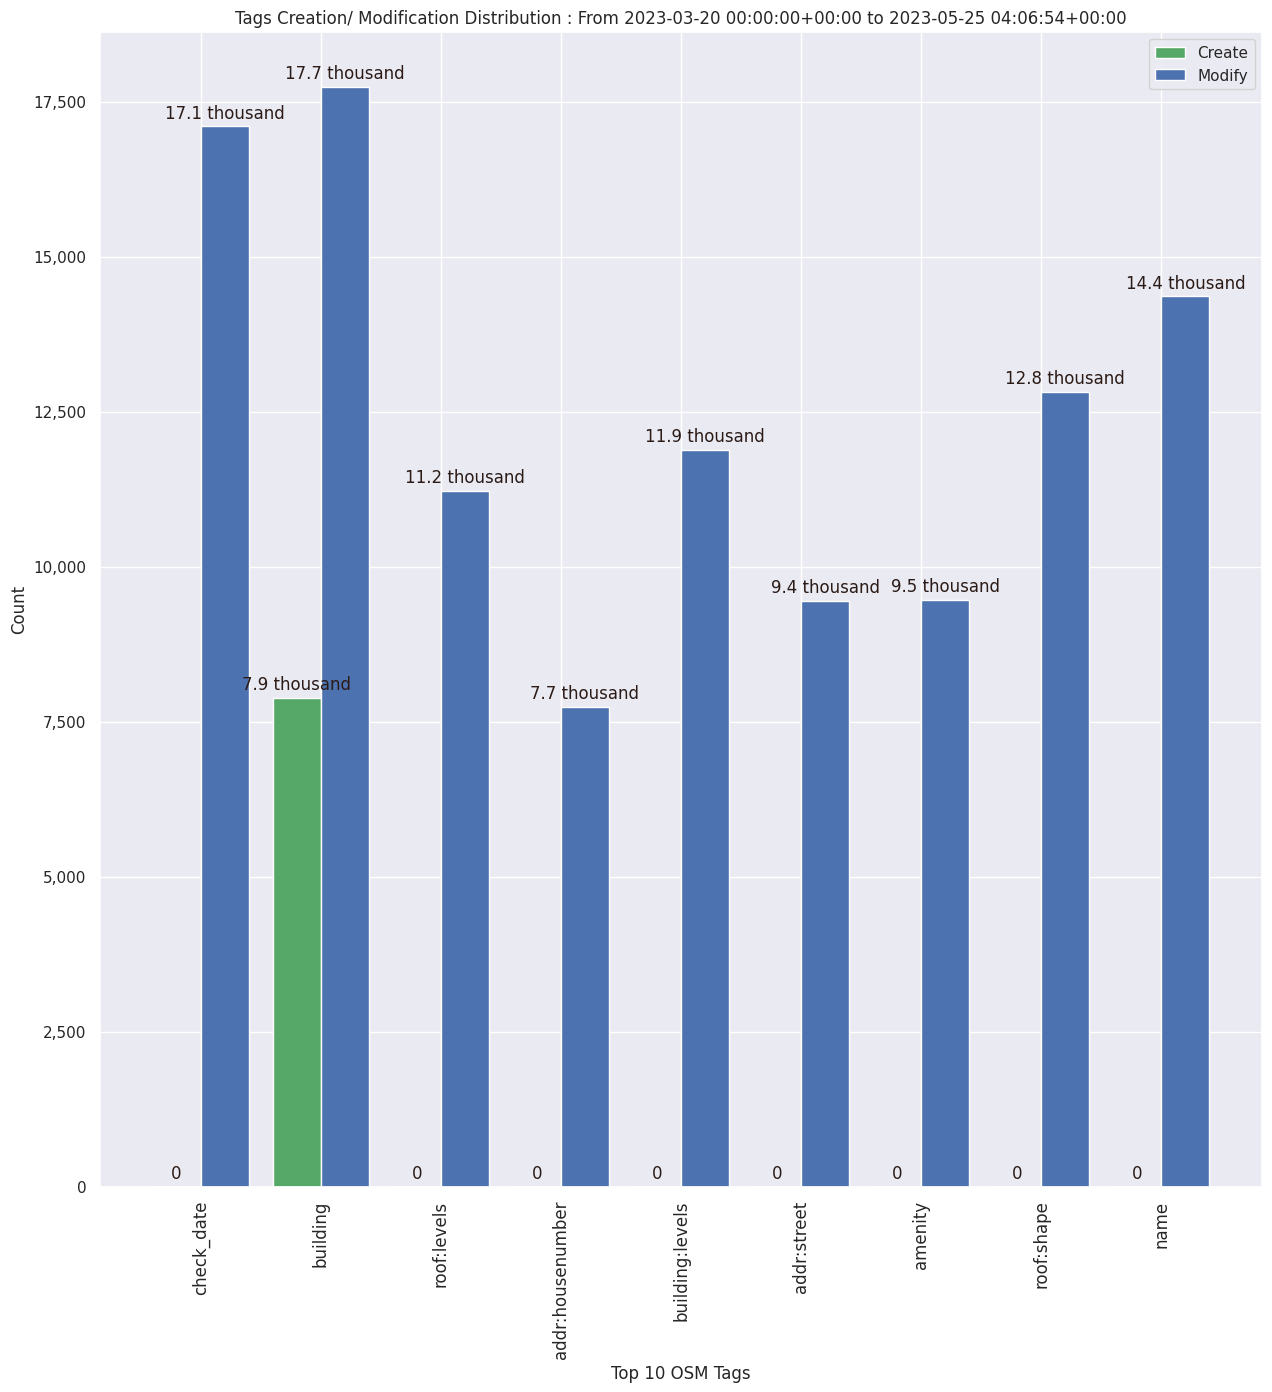 Tags Creation/ Modification Distribution : From 2023-03-20 00:00:00+00:00 to 2023-05-25 04:06:54+00:00
Create
Modify
17.7 thousand
17.1 thousand
14.4 thousand
12.8 thousand
11.9 thousand
11.2 thousand
9.4 thousand
9.5 thousand
7.9 thousand
7.7 thousand
0
0
0
0
0
0
0
0
17,500
15,000
12,500
10,000
7,500
5,000
2,500
0
Count
check_date
building
roof:levels
addr:housenumber
building:levels
addr:street
amenity
roof:shape
name
Top 10 OSM Tags